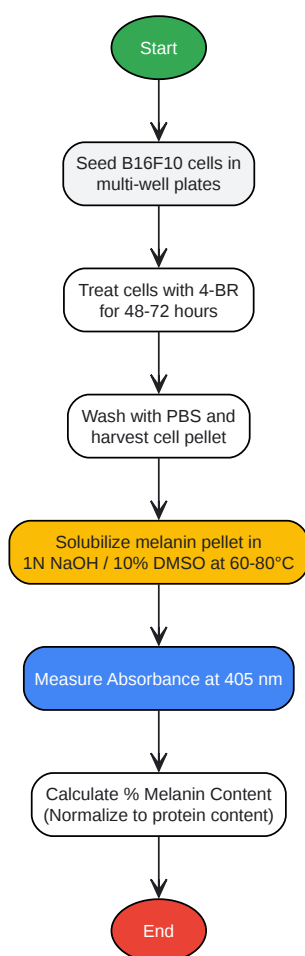 Start
Seed B16F10 cells in
multi-well plates
Treat cells with 4-BR
for 48-72 hours
Wash with PBS and
harvest cell pellet
Solubilize melanin pellet in
1N NaOH / 10% DMSO at 60-80°C
Measure Absorbance at 405 nm
Calculate % Melanin Content
(Normalize to protein content)
End